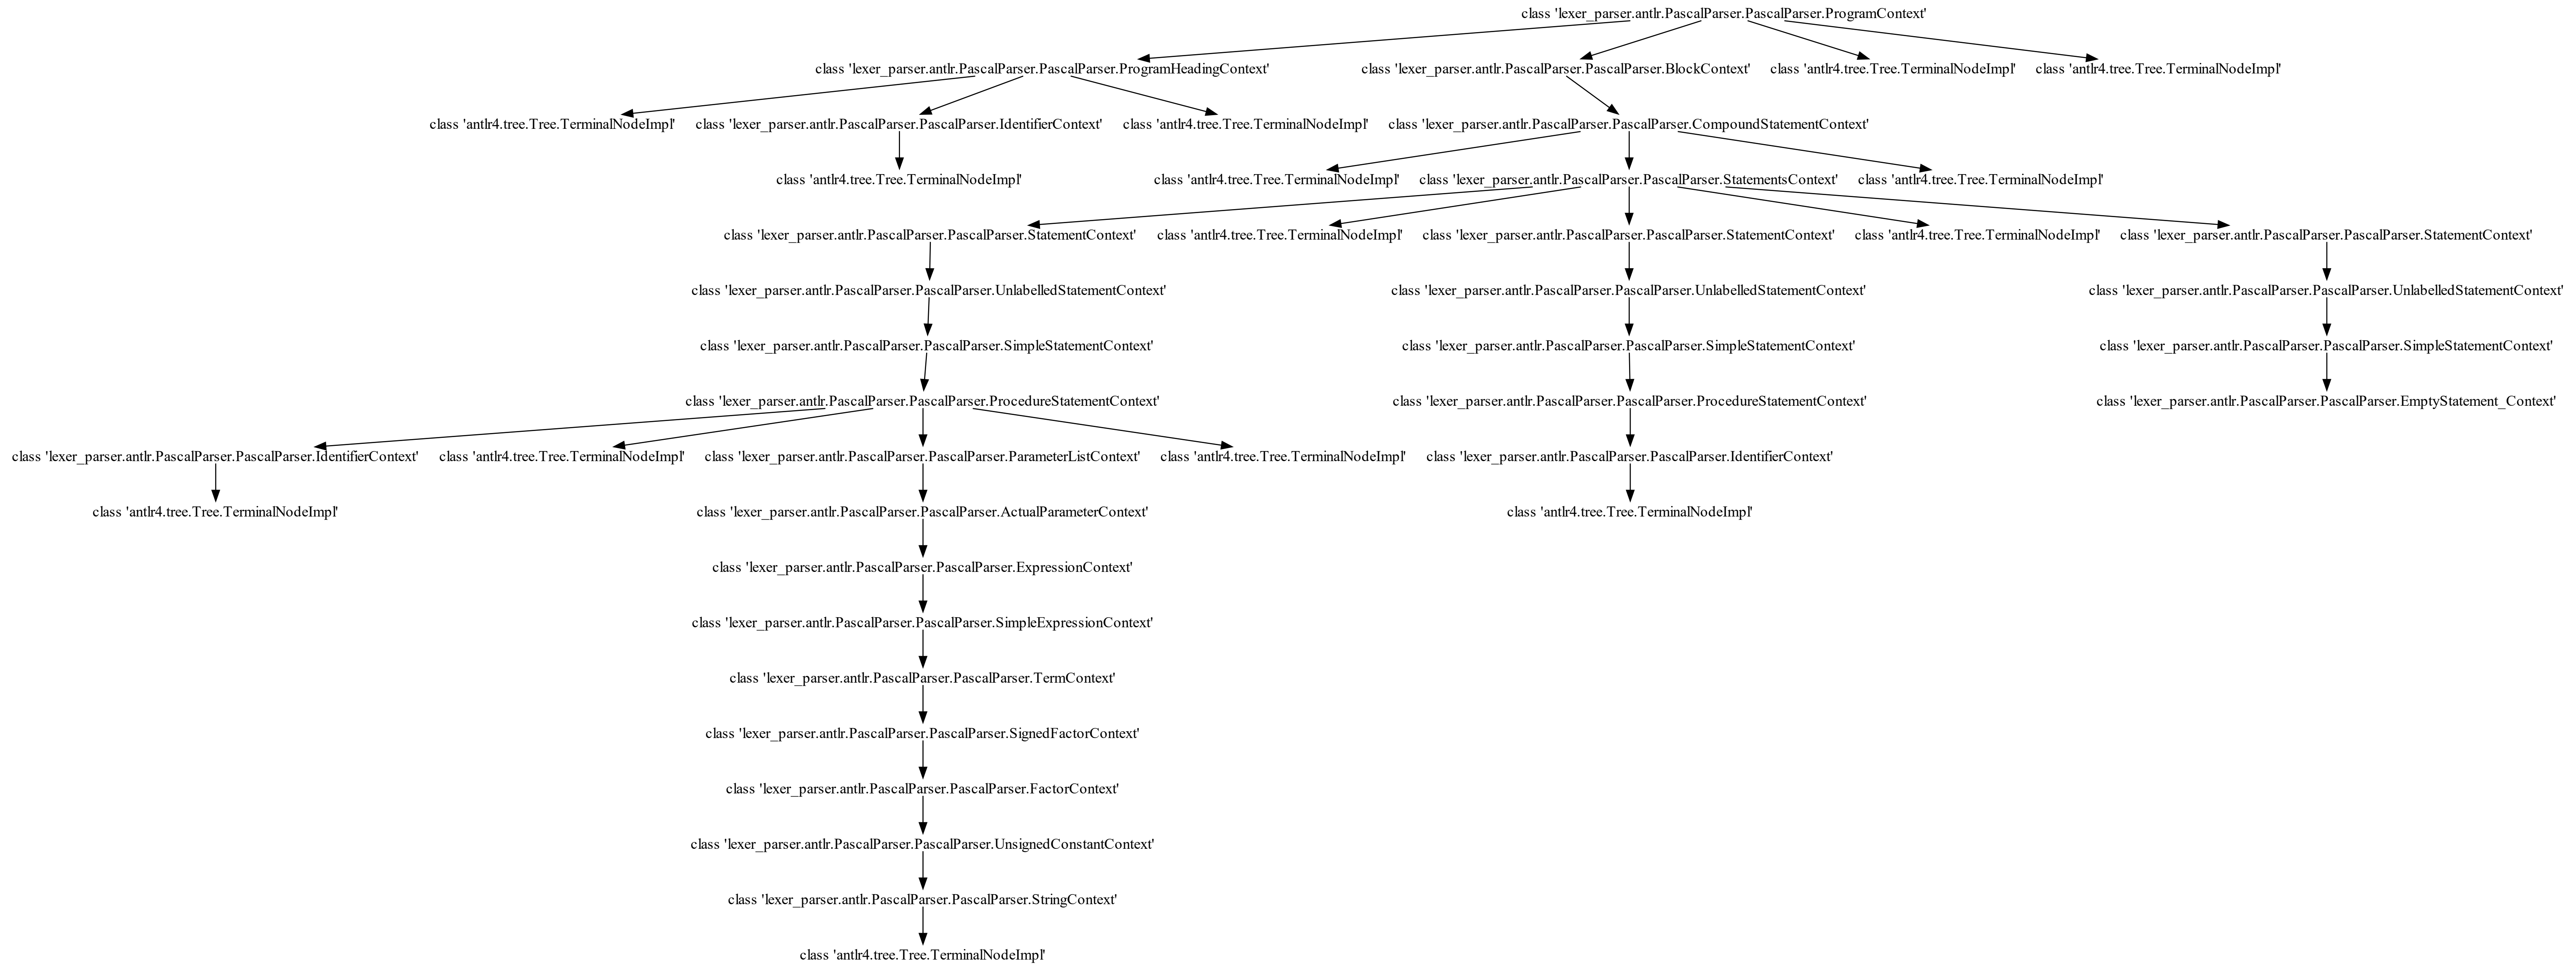 class 'lexer_parser.antlr.PascalParser.PascalParser.ProgramContext'
class 'lexer_parser.antlr.PascalParser.PascalParser.ProgramHeadingContext' class 'lexer_parser.antlr.PascalParser.PascalParser.BlockContext' class 'antlr4.tree.Tree.TerminalNodeImpl' class 'antlr4.tree.Tree.TerminalNodeImpl'
class 'antlr4.tree.Tree.TerminalNodeImpl' class 'lexer_parser.antlr.PascalParser.PascalParser.IdentifierContext' class 'antlr4.tree.Tree.TerminalNodeImpl' class 'lexer_parser.antlr.PascalParser.PascalParser.CompoundStatementContext'
class 'antlr4.tree.Tree.TerminalNodeImpl' class 'antlr4.tree.Tree.TerminalNodeImpl' class 'lexer_parser.antlr.PascalParser.PascalParser.StatementsContext' class 'antlr4.tree.Tree.TerminalNodeImpl'
class 'lexer_parser.antlr.PascalParser.PascalParser.StatementContext' class 'antlr4.tree.Tree.TerminalNodeImpl' class 'lexer_parser.antlr.PascalParser.PascalParser.StatementContext' class 'antlr4.tree.Tree.TerminalNodeImpl' class 'lexer_parser.antlr.PascalParser.PascalParser.StatementContext'
class 'lexer_parser.antlr.PascalParser.PascalParser.UnlabelledStatementContext' class 'lexer_parser.antlr.PascalParser.PascalParser.UnlabelledStatementContext' class 'lexer_parser.antlr.PascalParser.PascalParser.UnlabelledStatementContext'
class 'lexer_parser.antlr.PascalParser.PascalParser.SimpleStatementContext' class 'lexer_parser.antlr.PascalParser.PascalParser.SimpleStatementContext' class 'lexer_parser.antlr.PascalParser.PascalParser.SimpleStatementContext'
class 'lexer_parser.antlr.PascalParser.PascalParser.ProcedureStatementContext' class 'lexer_parser.antlr.PascalParser.PascalParser.ProcedureStatementContext' class 'lexer_parser.antlr.PascalParser.PascalParser.EmptyStatement_Context'
class 'lexer_parser.antlr.PascalParser.PascalParser.IdentifierContext' class 'antlr4.tree.Tree.TerminalNodeImpl' class 'lexer_parser.antlr.PascalParser.PascalParser.ParameterListContext' class 'antlr4.tree.Tree.TerminalNodeImpl' class 'lexer_parser.antlr.PascalParser.PascalParser.IdentifierContext'
class 'antlr4.tree.Tree.TerminalNodeImpl' class 'lexer_parser.antlr.PascalParser.PascalParser.ActualParameterContext' class 'antlr4.tree.Tree.TerminalNodeImpl'
class 'lexer_parser.antlr.PascalParser.PascalParser.ExpressionContext'
class 'lexer_parser.antlr.PascalParser.PascalParser.SimpleExpressionContext'
class 'lexer_parser.antlr.PascalParser.PascalParser.TermContext'
class 'lexer_parser.antlr.PascalParser.PascalParser.SignedFactorContext'
class 'lexer_parser.antlr.PascalParser.PascalParser.FactorContext'
class 'lexer_parser.antlr.PascalParser.PascalParser.UnsignedConstantContext'
class 'lexer_parser.antlr.PascalParser.PascalParser.StringContext'
class 'antlr4.tree.Tree.TerminalNodeImpl'